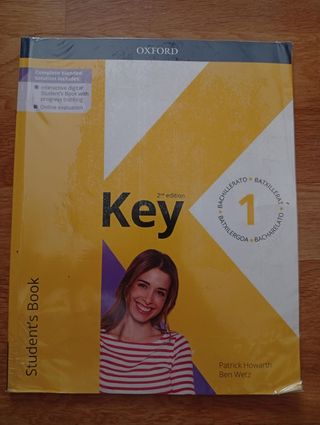 OXFORD
Complete blended
solution includes:
Interactive digital
Student's Book with
progress tracking
Online evaluation
2nd edition
Key
1
BACHILLERATO • BATXILLERAT • BACHARELATO • BATXILERGOA
Student's Book
Patrick Howarth
Ben Wetz